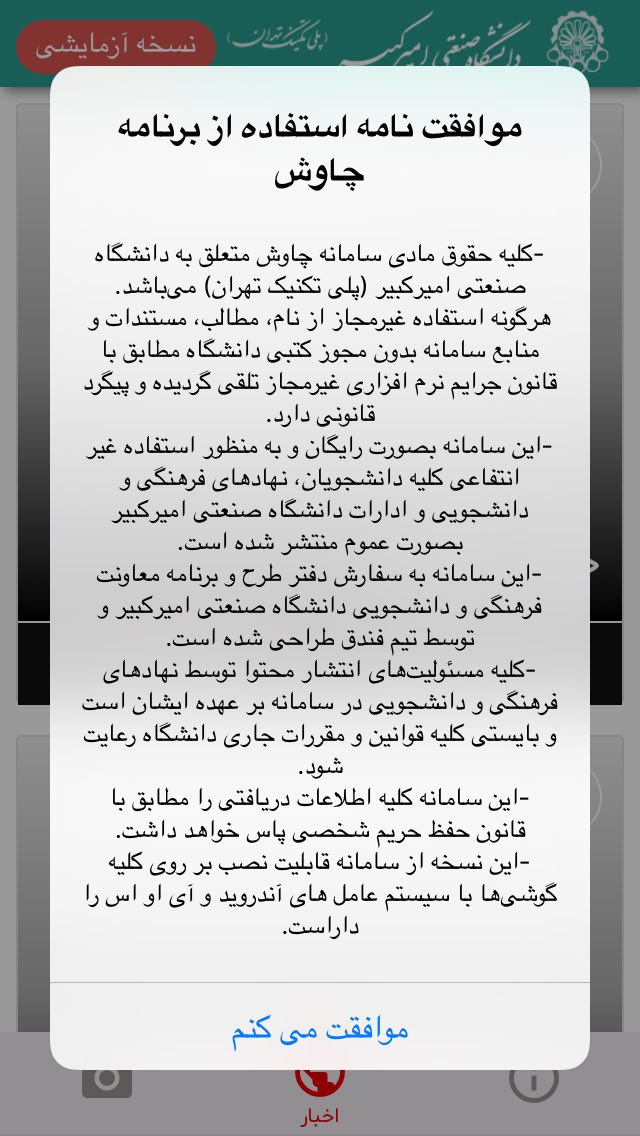 دانشگاه صنعتی امیرکبیر
(پلی تکنیک تهران)
نسخه آزمایشی
موافقت نامه استفاده از برنامه
چاوش
-کلیه حقوق مادی سامانه چاوش متعلق به دانشگاه
صنعتی امیرکبیر (پلی تکنیک تهران) می‌باشد.
هرگونه استفاده غیرمجاز از نام، مطالب، مستندات و
منابع سامانه بدون مجوز کتبی دانشگاه مطابق با
قانون جرایم نرم افزاری غیرمجاز تلقی گردیده و پیگرد
قانونی دارد.
-این سامانه بصورت رایگان و به منظور استفاده غیر
انتفاعی کلیه دانشجویان، نهادهای فرهنگی و
دانشجویی و ادارات دانشگاه صنعتی امیرکبیر
بصورت عموم منتشر شده است.
-این سامانه به سفارش دفتر طرح و برنامه معاونت
فرهنگی و دانشجویی دانشگاه صنعتی امیرکبیر و
توسط تیم فندق طراحی شده است.
-کلیه مسئولیت‌های انتشار محتوا توسط نهادهای
فرهنگی و دانشجویی در سامانه بر عهده ایشان است
و بایستی کلیه قوانین و مقررات جاری دانشگاه رعایت
شود.
-این سامانه کلیه اطلاعات دریافتی را مطابق با
قانون حفظ حریم شخصی پاس خواهد داشت.
-این نسخه از سامانه قابلیت نصب بر روی کلیه
گوشی‌ها با سیستم عامل های آندروید و آی او اس را
داراست.
موافقت می کنم
اخبار